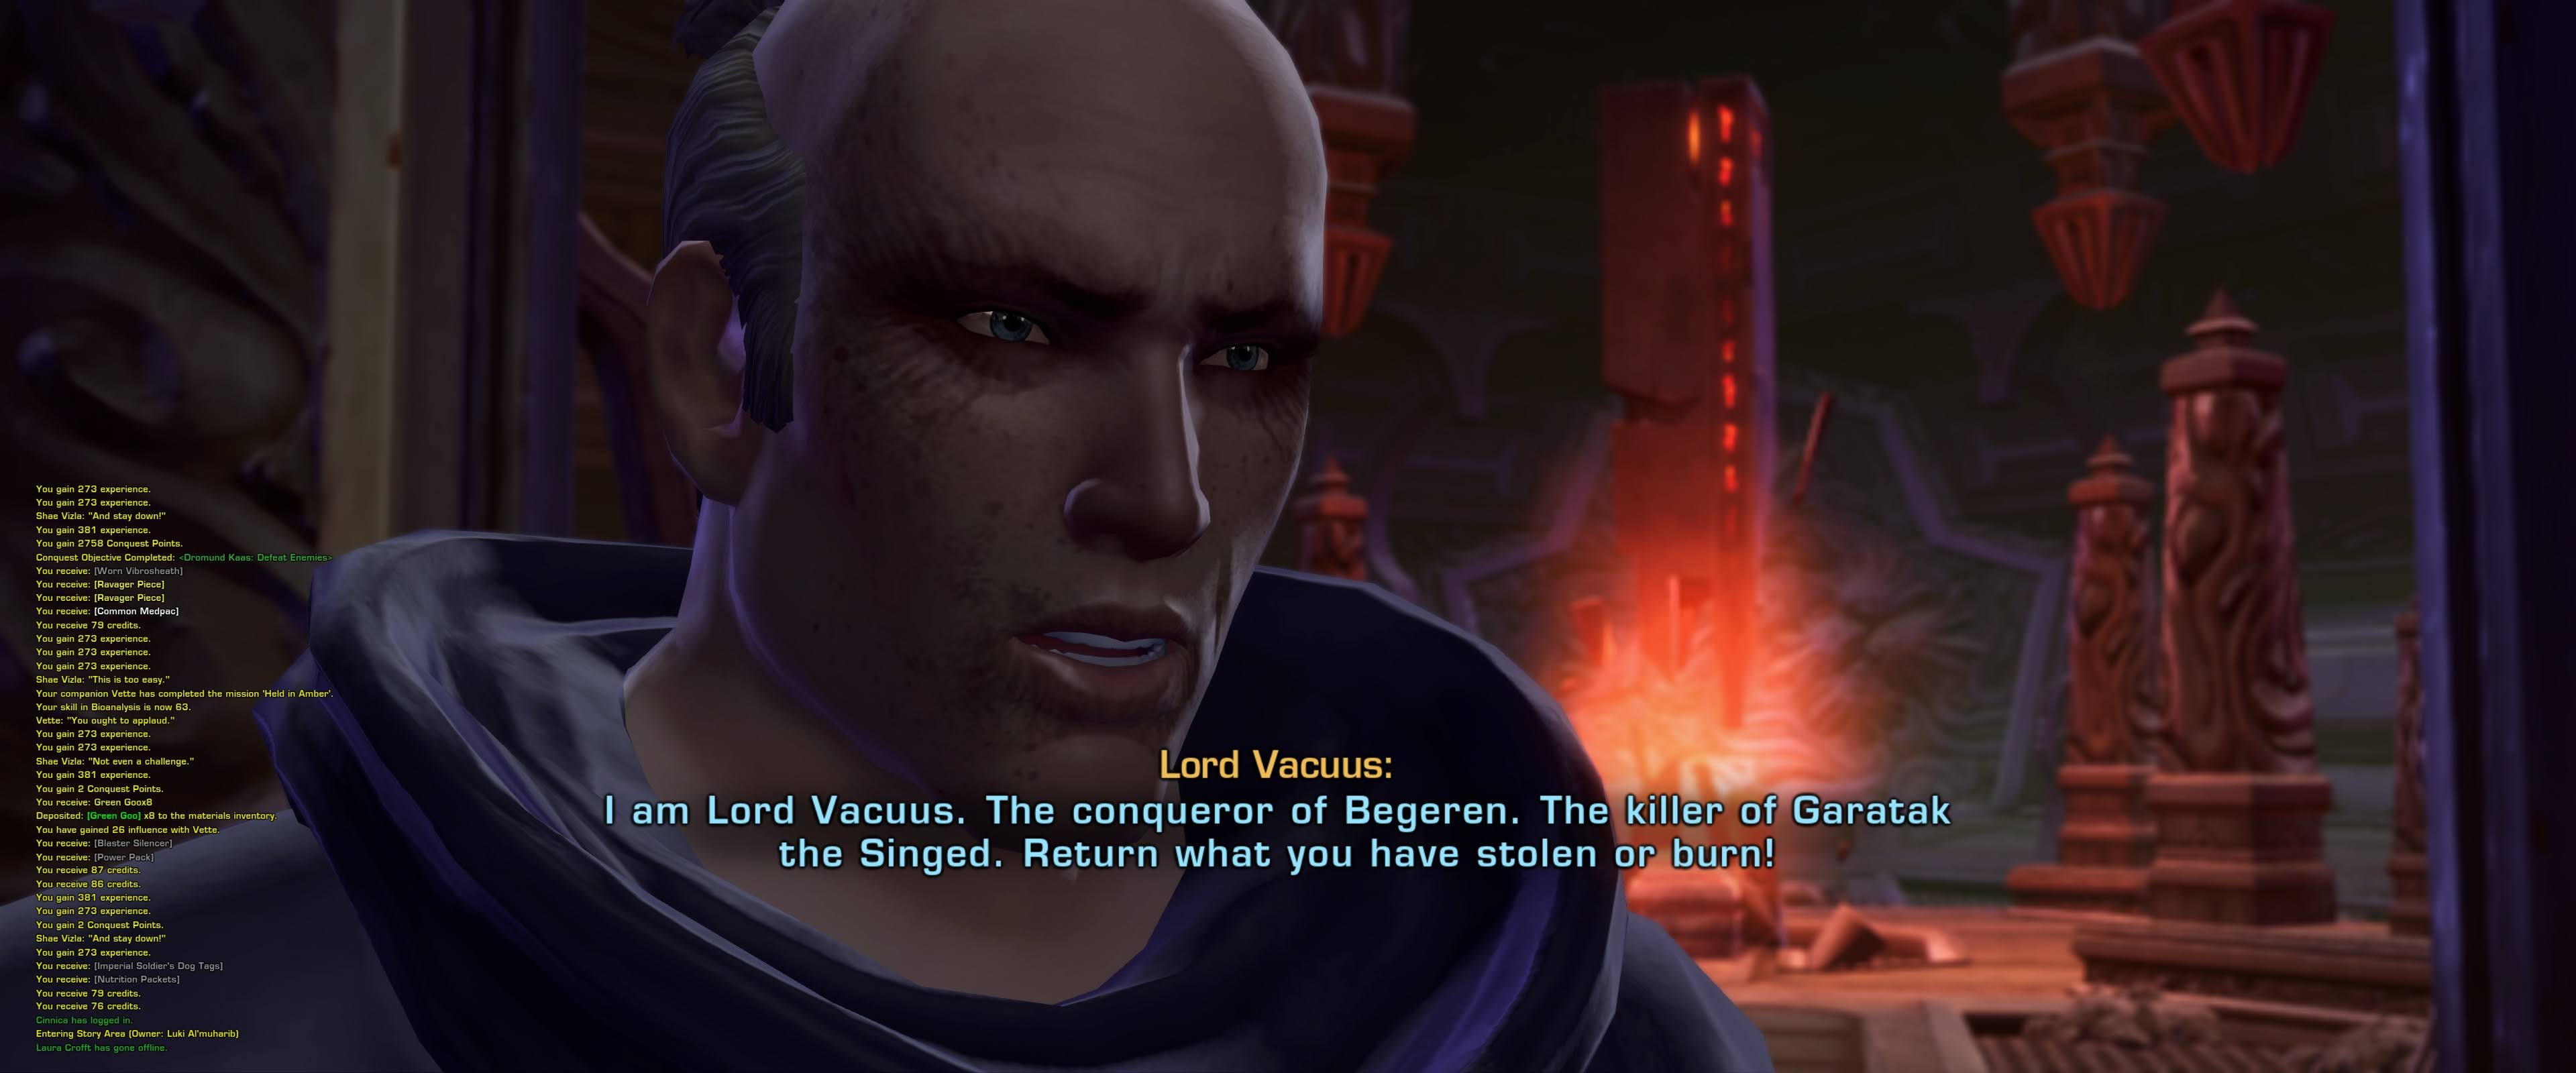 You gain 273 experience.
You gain 273 experience.
Shae Vizla: "And stay down!"
You gain 381 experience.
You gain 2758 Conquest Points.
Conquest Objective Completed: <Dromund Kaas: Defeat Enemies>
You receive: [Worn Vibrosheath]
You receive: [Ravager Piece]
You receive: [Ravager Piece]
You receive: [Common Medpac]
You receive 79 credits.
You gain 273 experience.
You gain 273 experience.
You gain 273 experience.
Shae Vizla: "This is too easy."
Your companion Vette has completed the mission 'Held in Amber'.
Your skill in Bioanalysis is now 63.
Vette: "You ought to applaud."
You gain 273 experience.
You gain 273 experience.
Shae Vizla: "Not even a challenge."
You gain 381 experience.
You gain 2 Conquest Points.
You receive: Green Goox8
Deposited: [Green Goo] x8 to the materials inventory.
You have gained 26 influence with Vette.
You receive: [Blaster Silencer]
You receive: [Power Pack]
You receive 87 credits.
You receive 86 credits.
You gain 381 experience.
You gain 273 experience.
You gain 2 Conquest Points.
Shae Vizla: "And stay down!"
You gain 273 experience.
You receive: [Imperial Soldier's Dog Tags]
You receive: [Nutrition Packets]
You receive 79 credits.
You receive 76 credits.
Cinnica has logged in.
Entering Story Area (Owner: Luki Al'muharib)
Laura Crofft has gone offline.
Lord Vacuus:
I am Lord Vacuus. The conqueror of Begeren. The killer of Garatak
the Singed. Return what you have stolen or burn!